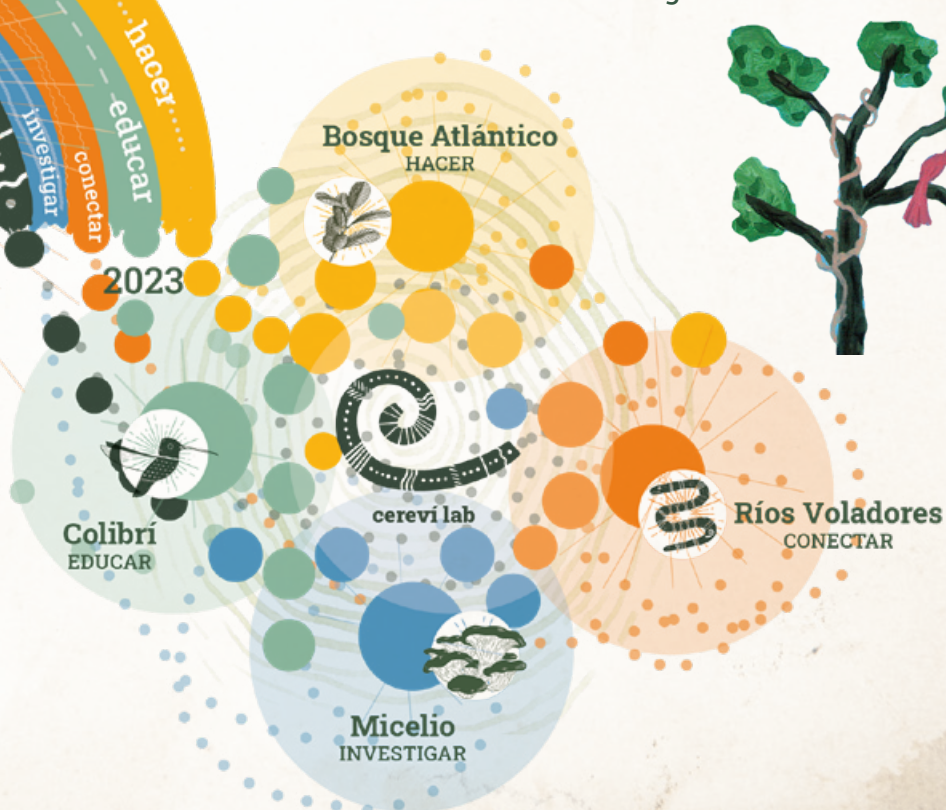 ...hacer.....
educar
conectar
investigar
2023
Bosque Atlántico
HACER
cereví lab
Colibrí
EDUCAR
Ríos Voladores
CONECTAR
Micelio
INVESTIGAR